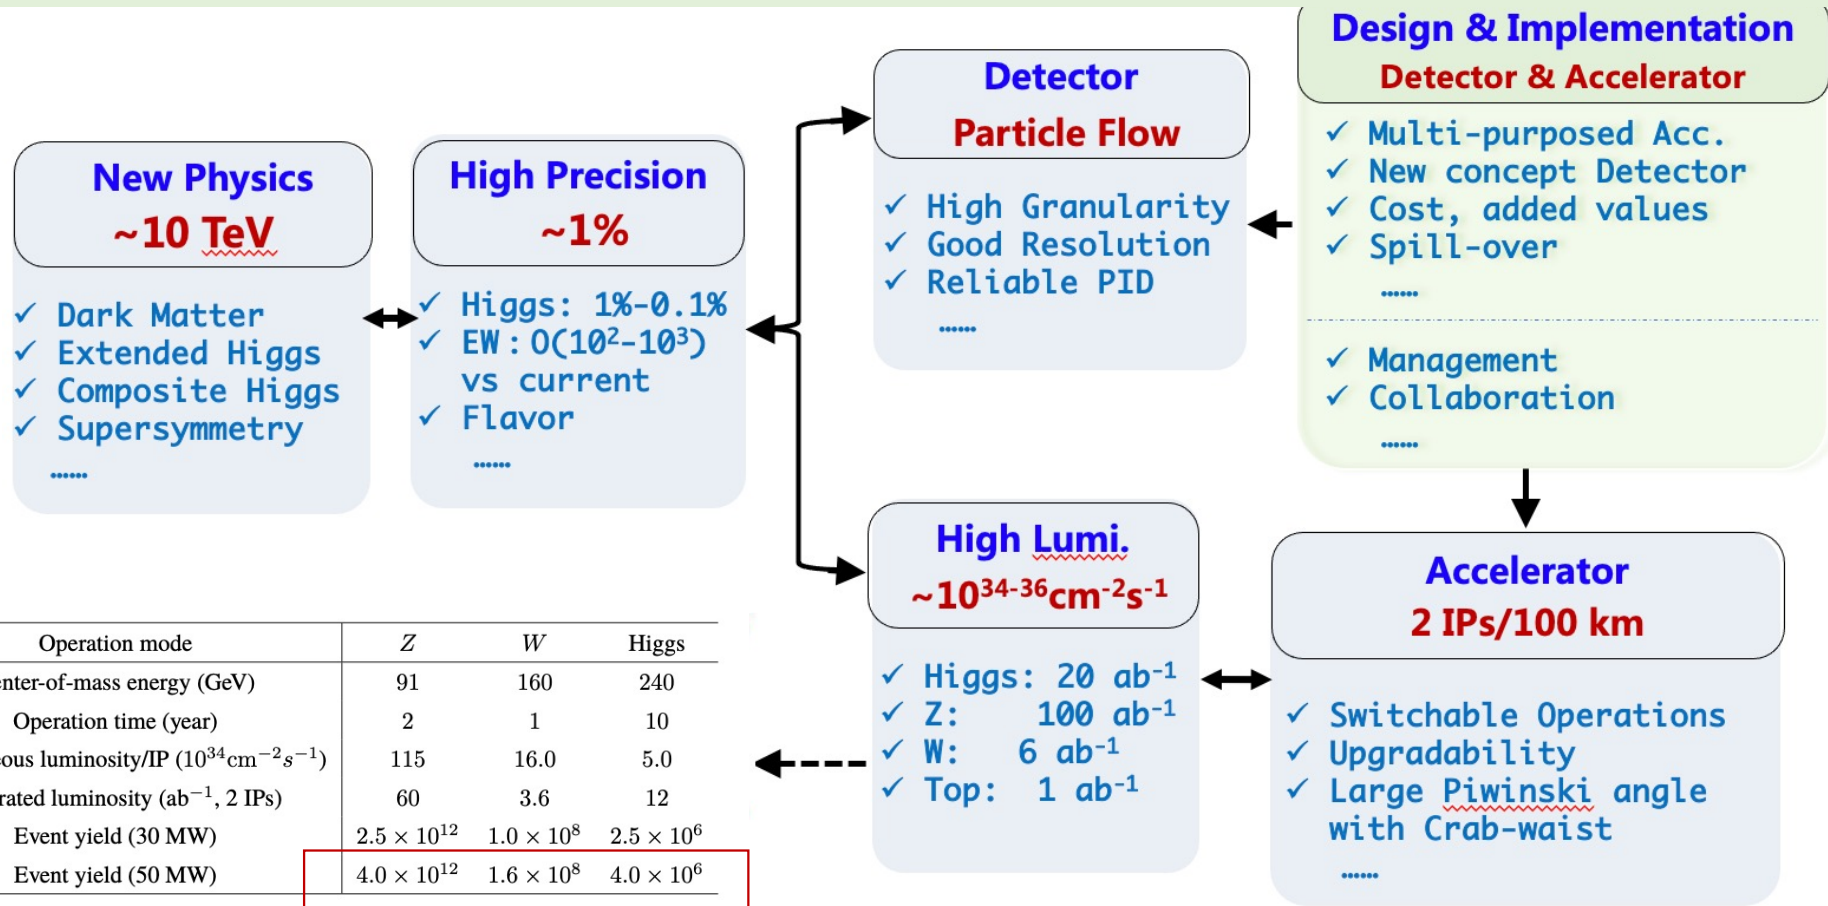 New Physics
~10 TeV
✓ Dark Matter
✓ Extended Higgs
✓ Composite Higgs
✓ Supersymmetry
……
High Precision
~1%
✓ Higgs: 1%-0.1%
✓ EW: O(10²-10³)
vs current
✓ Flavor
……
Detector
Particle Flow
✓ High Granularity
✓ Good Resolution
✓ Reliable PID
……
Design & Implementation
Detector & Accelerator
✓ Multi-purposed Acc.
✓ New concept Detector
✓ Cost, added values
✓ Spill-over
……
✓ Management
✓ Collaboration
……
High Lumi.
~10³⁴⁻³⁶cm⁻²s⁻¹
✓ Higgs: 20 ab⁻¹
✓ Z: 100 ab⁻¹
✓ W: 6 ab⁻¹
✓ Top: 1 ab⁻¹
Accelerator
2 IPs/100 km
✓ Switchable Operations
✓ Upgradability
✓ Large Piwinski angle
with Crab-waist
……
Operation mode Z W Higgs
enter-of-mass energy (GeV) 91 160 240
Operation time (year) 2 1 10
ous luminosity/IP (10³⁴cm⁻²s⁻¹) 115 16.0 5.0
rated luminosity (ab⁻¹, 2 IPs) 60 3.6 12
Event yield (30 MW) 2.5 × 10¹² 1.0 × 10⁸ 2.5 × 10⁶
Event yield (50 MW) 4.0 × 10¹² 1.6 × 10⁸ 4.0 × 10⁶